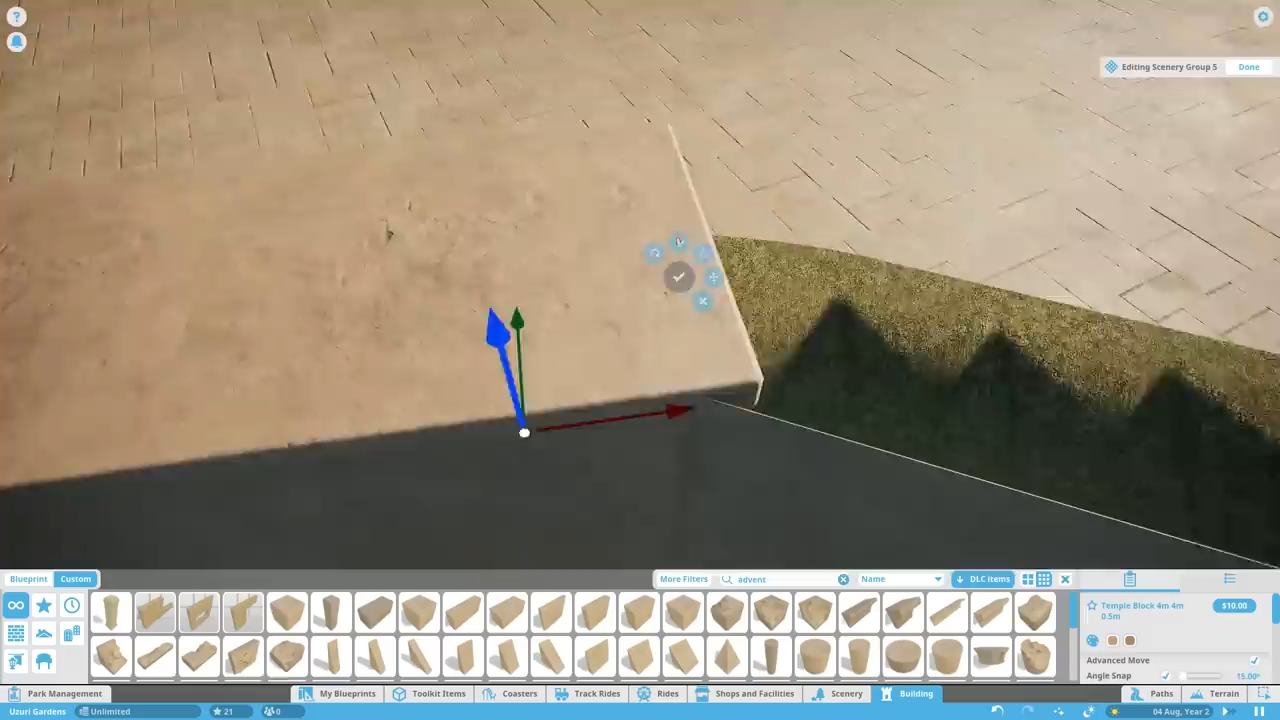 Editing Scenery Group 5 Done
Blueprint Custom More Filters advent Name DLC items
Temple Block 4m 4m 0.5m $10.00
Advanced Move
Angle Snap 15.00°
Park Management My Blueprints Toolkit Items Coasters Track Rides Rides Shops and Facilities Scenery Building Paths Terrain
Uzuri Gardens Unlimited 21 0 04 Aug, Year 2